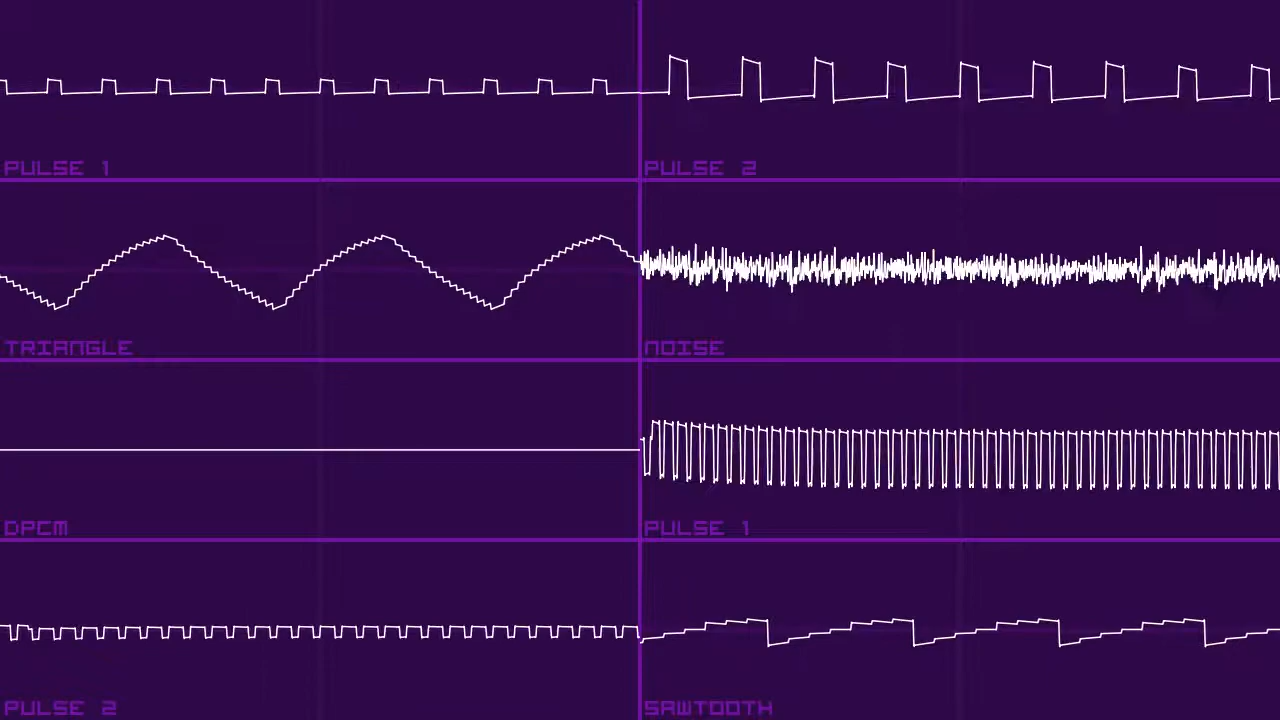 PULSE 1
PULSE 2
TRIANGLE
NOISE
DPCM
PULSE 1
PULSE 2
SAWTOOTH